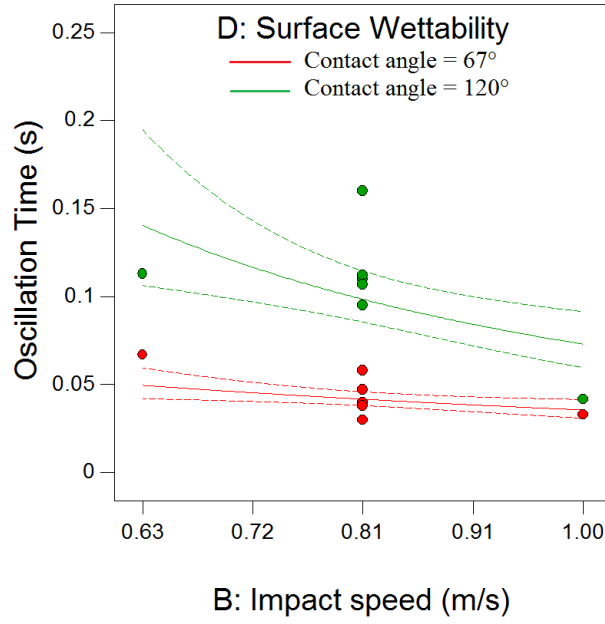 D: Surface Wettability
Contact angle = 67°
Contact angle = 120°
Oscillation Time (s)
0.25
0.2
0.15
0.1
0.05
0
0.63 0.72 0.81 0.91 1.00
B: Impact speed (m/s)